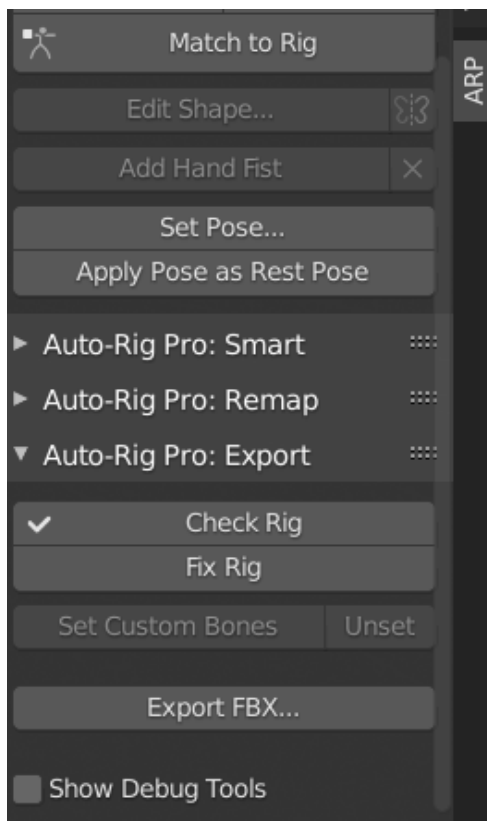 Match to Rig
ARP
Edit Shape...
Add Hand Fist
Set Pose...
Apply Pose as Rest Pose
Auto-Rig Pro: Smart
Auto-Rig Pro: Remap
Auto-Rig Pro: Export
Check Rig
Fix Rig
Set Custom Bones Unset
Export FBX...
Show Debug Tools